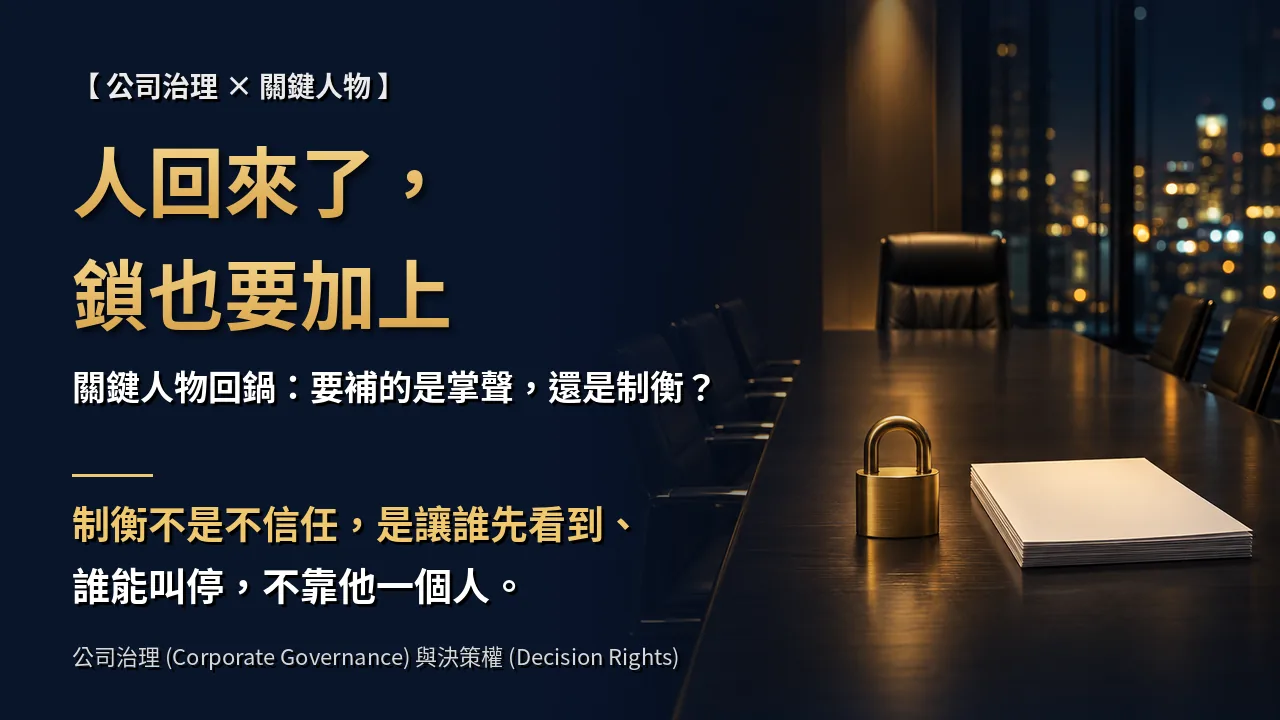 【公司治理 × 關鍵人物】
人回來了，
鎖也要加上
關鍵人物回鍋：要補的是掌聲，還是制衡？
制衡不是不信任，是讓誰先看到、
誰能叫停，不靠他一個人。
公司治理 (Corporate Governance) 與決策權 (Decision Rights)